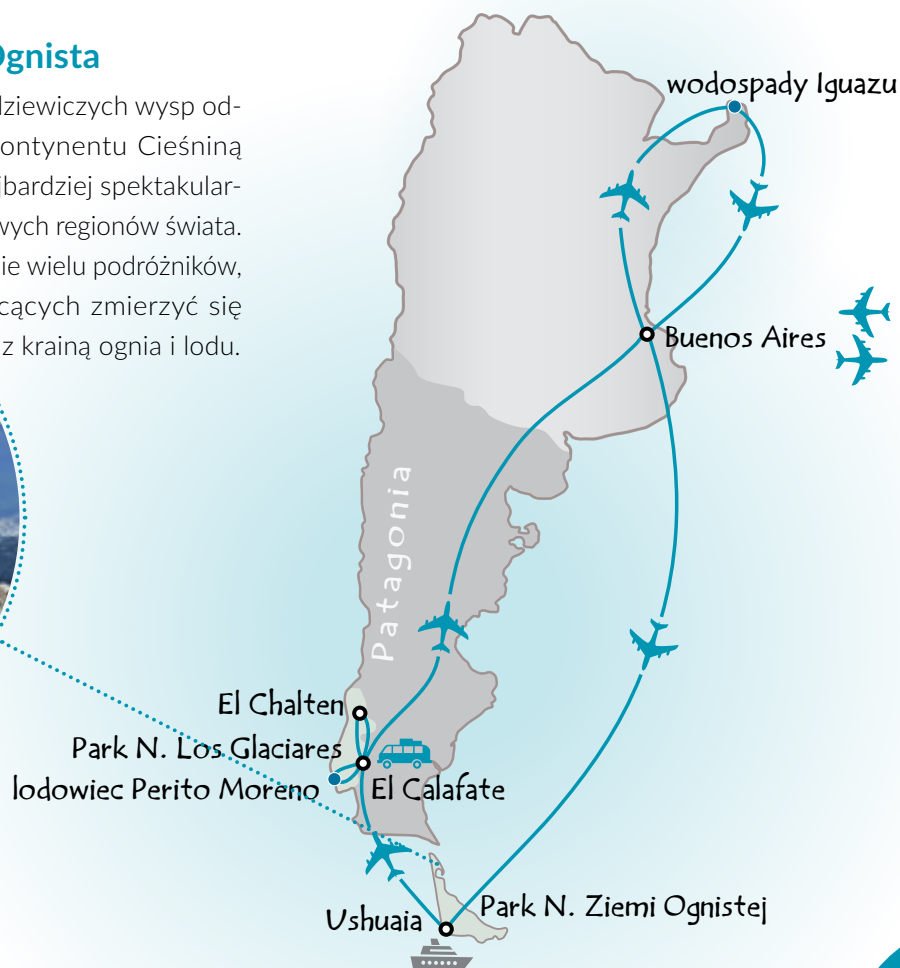 Ognista
dziewiczych wysp od-
ontynentu Cieśniną
jbardziej spektakular-
wych regionów świata.
ie wielu podróżników,
cących zmierzyć się
z krainą ognia i lodu.
wodospady Iguazu
Buenos Aires
Patagonia
El Chalten
Park N. Los Glaciares
lodowiec Perito Moreno
El Calafate
Ushuaia
Park N. Ziemi Ognistej